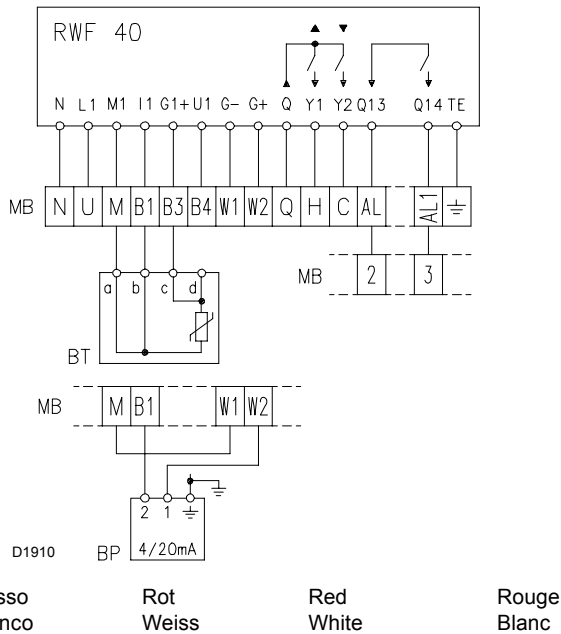 RWF 40
N L1 M1 I1 G1+ U1 G- G+ Q Y1 Y2 Q13 Q14 TE
MB N U M B1 B3 B4 W1 W2 Q H C AL AL1
a b c d
MB 2 3
BT
MB M B1 W1 W2
2 1
D1910 BP 4/20mA
Rot Red Rouge
Weiss White Blanc